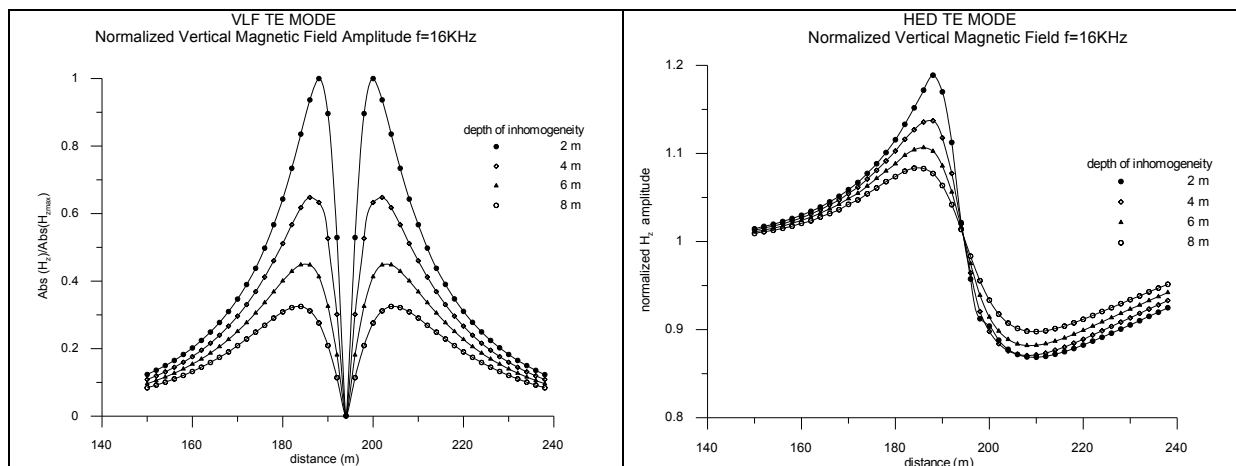 VLF TE MODE
Normalized Vertical Magnetic Field Amplitude f=16KHz
1
0.8
0.6
0.4
0.2
0
Abs (Hz)/Abs(Hzmax)
depth of inhomogeneity
2 m
4 m
6 m
8 m
140 160 180 200 220 240
distance (m)
HED TE MODE
Normalized Vertical Magnetic Field f=16KHz
1.2
1.1
1
0.9
0.8
normalized Hz amplitude
depth of inhomogeneity
2 m
4 m
6 m
8 m
140 160 180 200 220 240
distance (m)